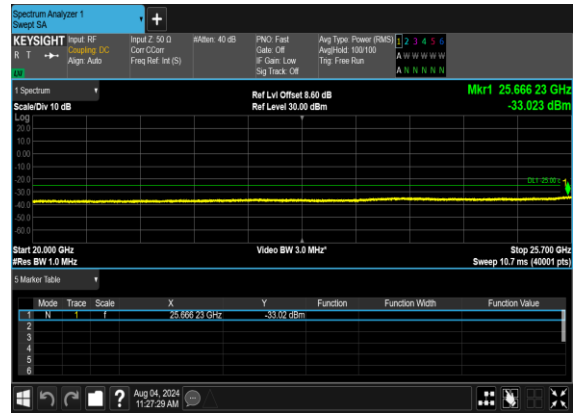 Spectrum Analyzer 1
Swept SA
+
KEYSIGHT Input: RF Input Z: 50 Ω #Atten: 40 dB PNO: Fast Avg Type: Power (RMS) 1 2 3 4 5 6
R T Coupling: DC Corr CCorr Gate: Off Avg|Hold: 100/100 A W W W W W
Align: Auto Freq Ref: Int (S) IF Gain: Low Trig: Free Run
Sig Track: Off A N N N N N
1 Spectrum Ref Lvl Offset 8.60 dB Mkr1 25.666 23 GHz
Scale/Div 10 dB Ref Level 30.00 dBm -33.023 dBm
Log
20.0
10.0
0.00
-10.0
-20.0
-30.0
-40.0
-50.0
-60.0
Start 20.000 GHz Video BW 3.0 MHz* Stop 25.700 GHz
#Res BW 1.0 MHz Sweep 10.7 ms (40001 pts)
5 Marker Table
Mode Trace Scale X Y Function Function Width Function Value
1 N 1 f 25.666 23 GHz -33.02 dBm
2
3
4
5
6
? Aug 04, 2024
11:27:29 AM